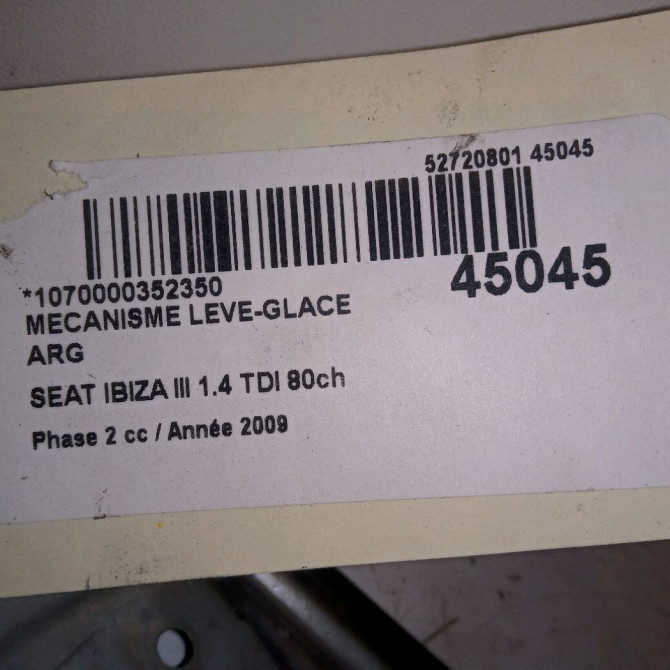 52720801 45045
*1070000352350
45045
MECANISME LEVE-GLACE
ARG
SEAT IBIZA III 1.4 TDI 80ch
Phase 2 cc / Année 2009